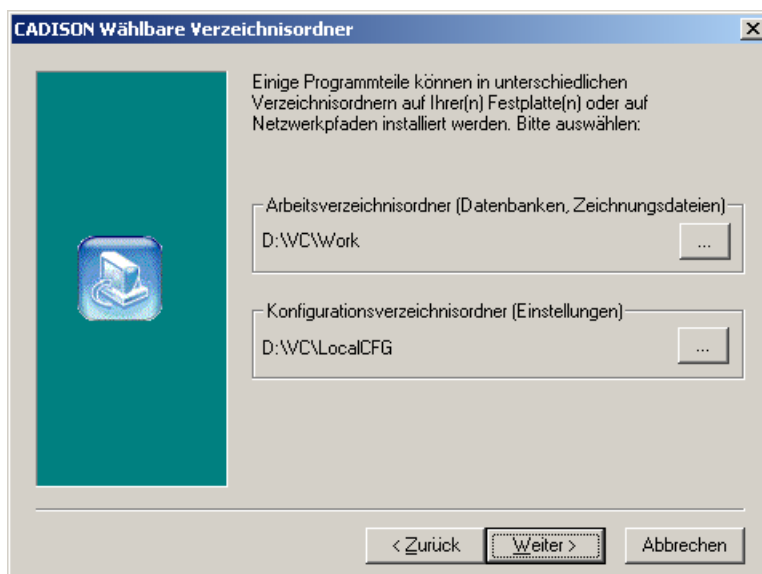 CADISON Wählbare Verzeichnisordner
Einige Programmteile können in unterschiedlichen
Verzeichnisordnern auf Ihrer(n) Festplatte(n) oder auf
Netzwerkpfaden installiert werden. Bitte auswählen:
Arbeitsverzeichnisordner (Datenbanken, Zeichnungsdateien)
D:\VC\Work
...
Konfigurationsverzeichnisordner (Einstellungen)
D:\VC\LocalCFG
...
< Zurück
Weiter >
Abbrechen